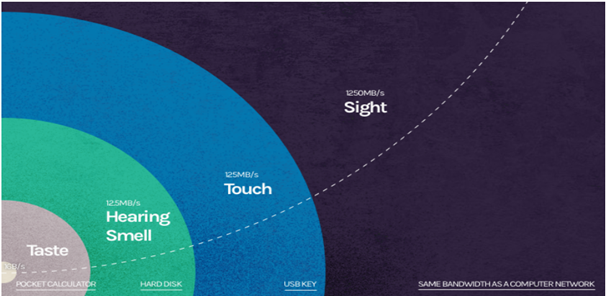 1250MB/s
Sight
125MB/s
Touch
12.5MB/s
Hearing
Smell
Taste
POCKET CALCULATOR
HARD DISK
USB KEY
SAME BANDWIDTH AS A COMPUTER NETWORK